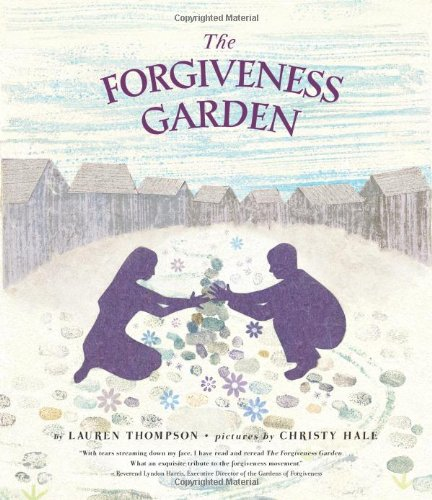 Copyrighted Material
The
FORGIVENESS
GARDEN
by LAUREN THOMPSON • pictures by CHRISTY HALE
"With tears streaming down my face, I have read and reread The Forgiveness Garden
What an exquisite tribute to the forgiveness movement."
– Reverend Lyndon Harris, Executive Director of the Gardens of Forgiveness
Copyrighted Material